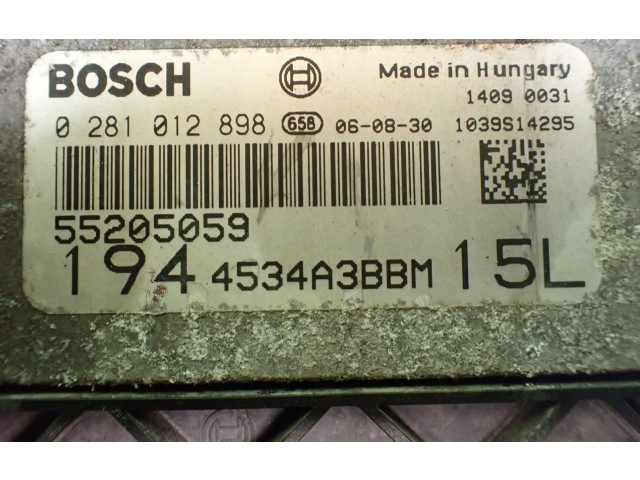 BOSCH
Made in Hungary
1409 0031
0 281 012 898 658 06-08-30 1039S14295
55205059
194 4534A3BBM 15L